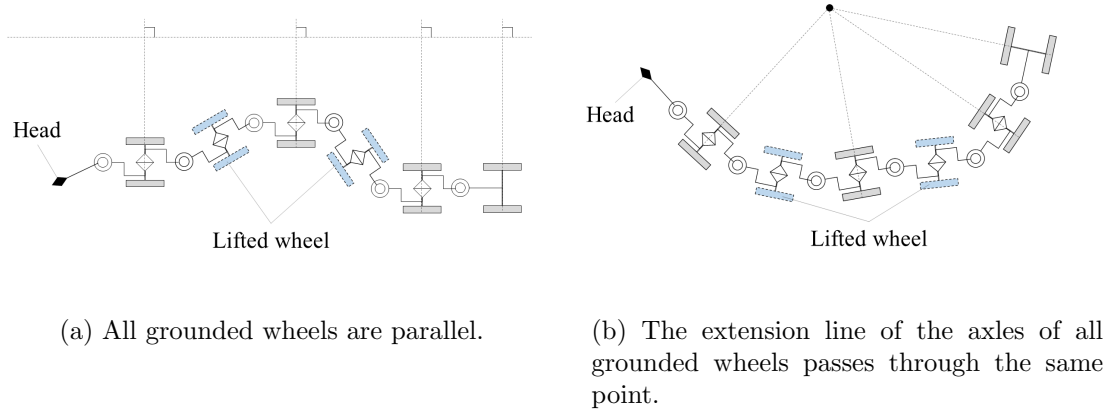 Head
Lifted wheel
Head
Lifted wheel
(a) All grounded wheels are parallel.
(b) The extension line of the axles of all
grounded wheels passes through the same
point.